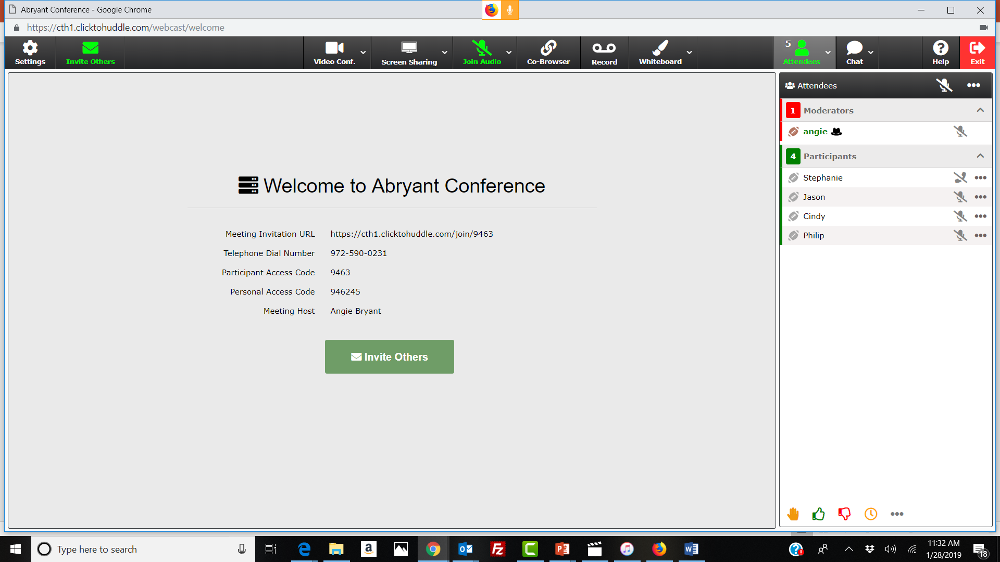 Abryant Conference - Google Chrome
https://cth1.clicktohuddle.com/webcast/welcome
Settings
Invite Others
Video Conf.
Screen Sharing
Join Audio
Co-Browser
Record
Whiteboard
5
Attendees
Chat
Help
Exit
Attendees
1 Moderators
angie
4 Participants
Stephanie
Jason
Cindy
Philip
Welcome to Abryant Conference
Meeting Invitation URL https://cth1.clicktohuddle.com/join/9463
Telephone Dial Number 972-590-0231
Participant Access Code 9463
Personal Access Code 946245
Meeting Host Angie Bryant
Invite Others
Type here to search
11:32 AM
1/28/2019
18